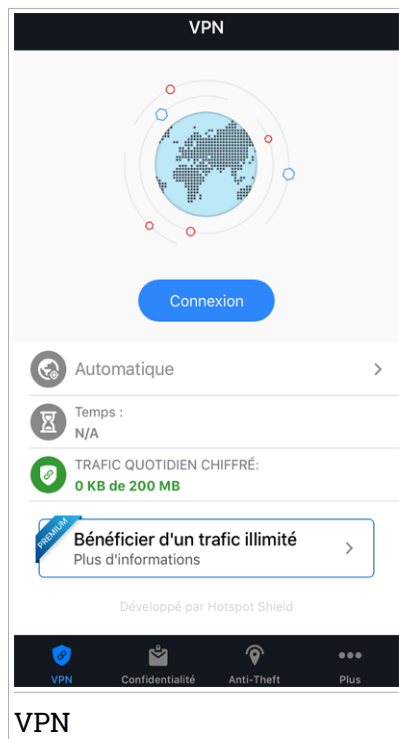 VPN
Connexion
Automatique
Temps :
N/A
TRAFIC QUOTIDIEN CHIFFRÉ:
0 KB de 200 MB
PREMIUM
Bénéficier d'un trafic illimité
Plus d'informations
Développé par Hotspot Shield
VPN
Confidentialité
Anti-Theft
Plus
VPN